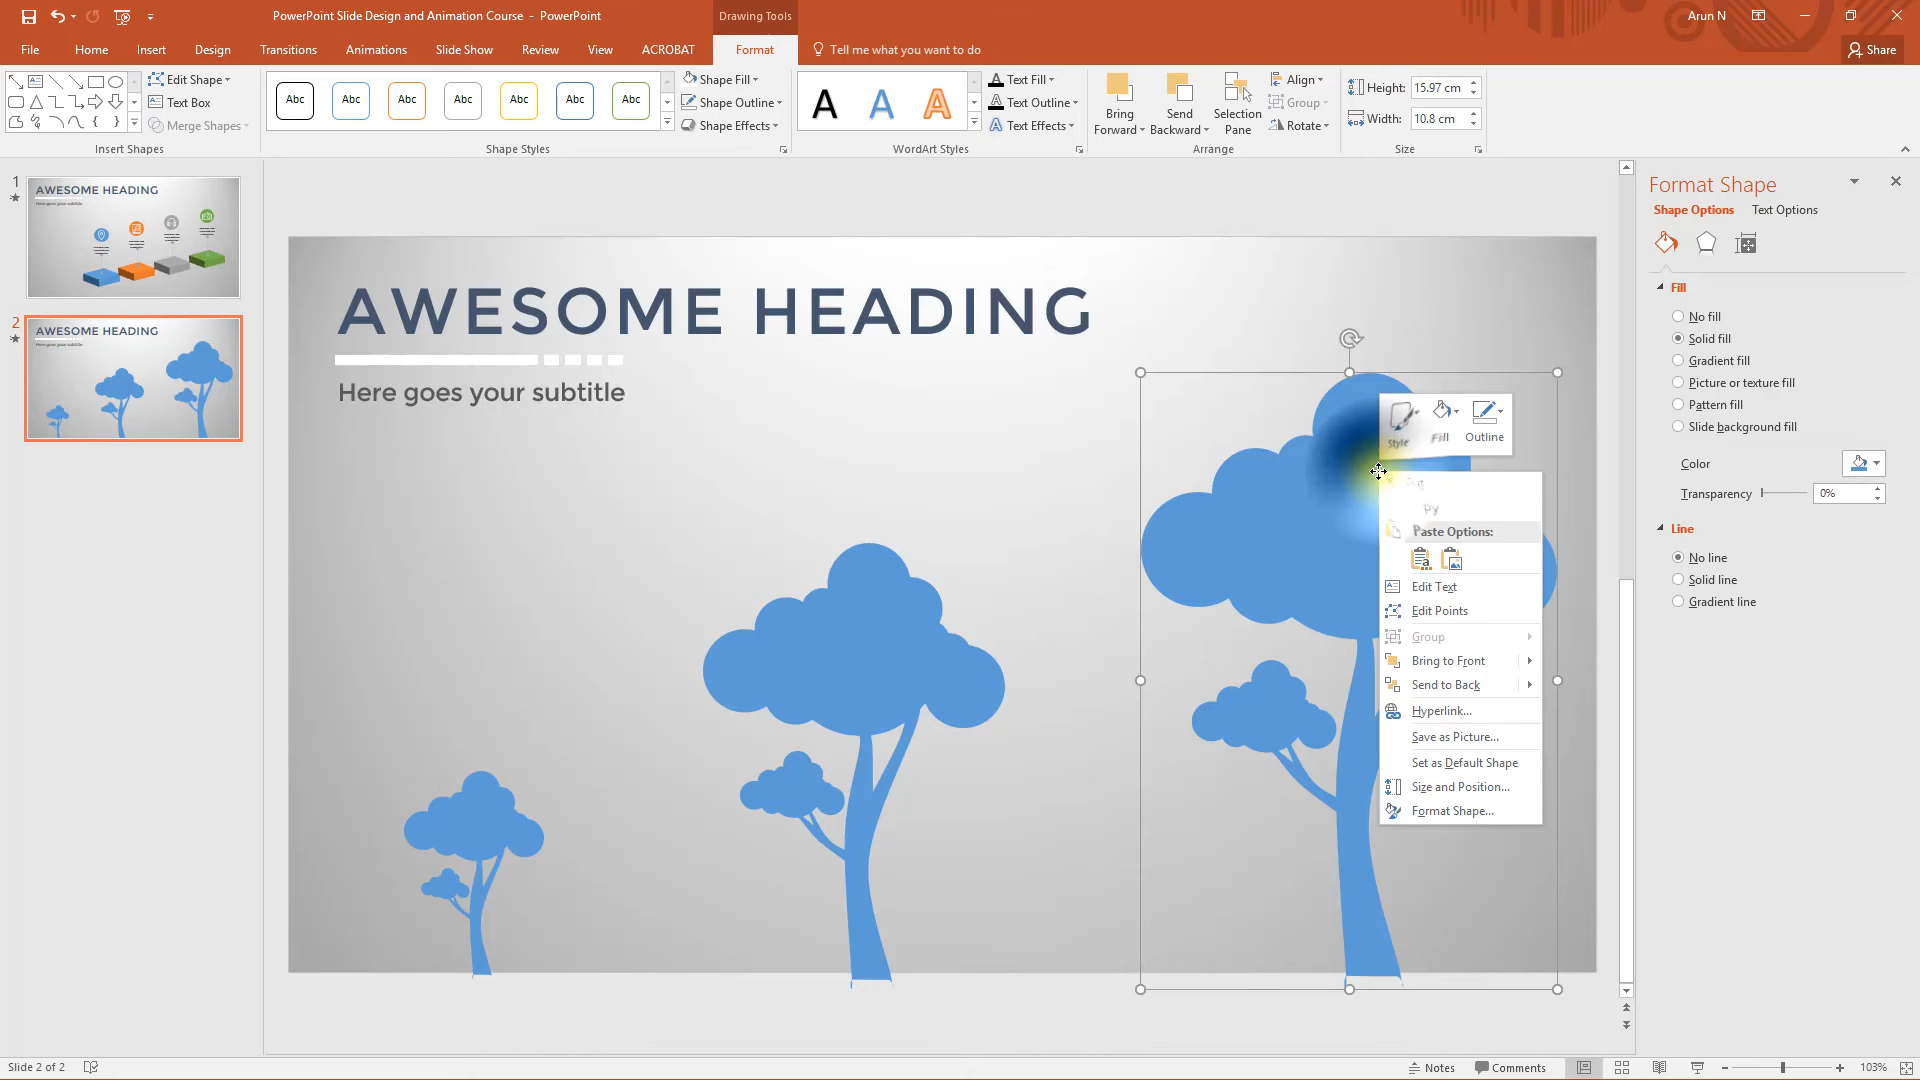 PowerPoint Slide Design and Animation Course - PowerPoint
Drawing Tools
Arun N
File
Home
Insert
Design
Transitions
Animations
Slide Show
Review
View
ACROBAT
Format
Tell me what you want to do
Share
Edit Shape
Text Box
Merge Shapes
Insert Shapes
Abc
Abc
Abc
Abc
Abc
Abc
Abc
Shape Fill
Shape Outline
Shape Effects
Shape Styles
A
A
A
Text Fill
Text Outline
Text Effects
WordArt Styles
Bring
Forward
Send
Backward
Selection
Pane
Align
Group
Rotate
Arrange
Height:
15.97 cm
Width:
10.8 cm
Size
1
AWESOME HEADING
Here goes your subtitle
2
AWESOME HEADING
Here goes your subtitle
AWESOME HEADING
Here goes your subtitle
Style
Fill
Outline
Paste Options:
Edit Text
Edit Points
Group
Bring to Front
Send to Back
Hyperlink...
Save as Picture...
Set as Default Shape
Size and Position...
Format Shape...
Format Shape
Shape Options
Text Options
Fill
No fill
Solid fill
Gradient fill
Picture or texture fill
Pattern fill
Slide background fill
Color
Transparency
0%
Line
No line
Solid line
Gradient line
Slide 2 of 2
Notes
Comments
103%